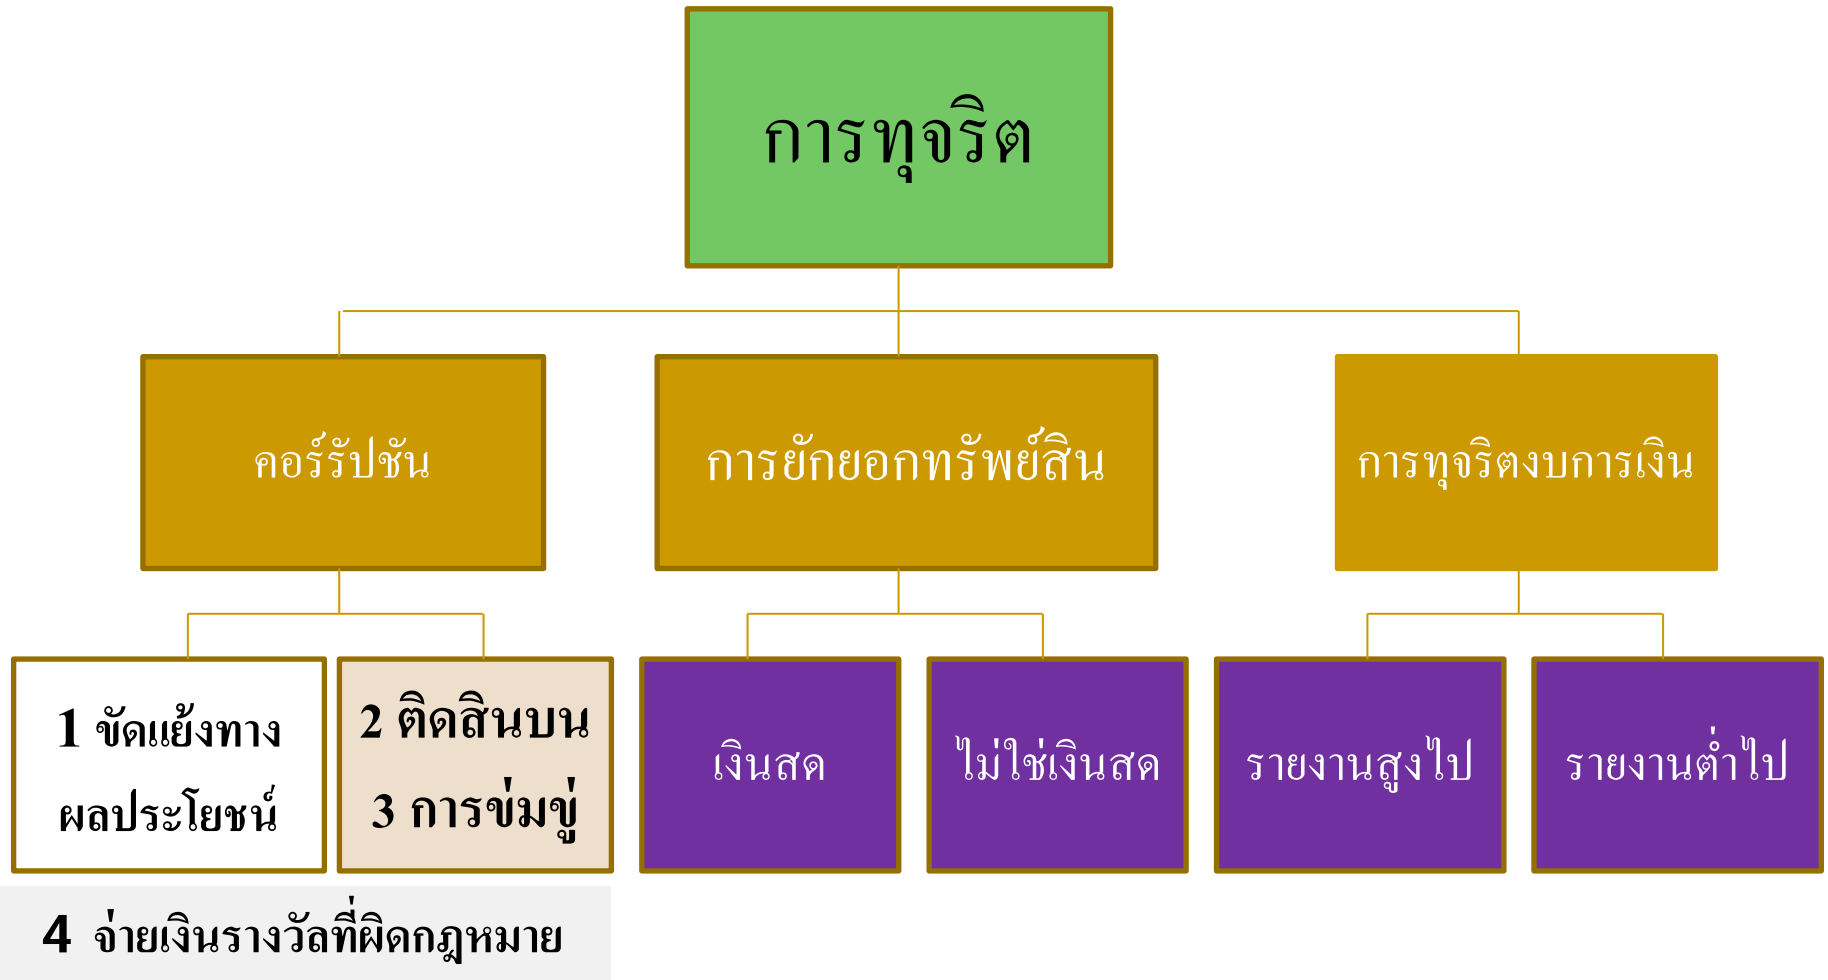 การทุจริต
คอร์รัปชัน
การยักยอกทรัพย์สิน
การทุจริตงบการเงิน
1 ขัดแย้งทาง
ผลประโยชน์
2 ติดสินบน
3 การข่มขู่
เงินสด
ไม่ใช่เงินสด
รายงานสูงไป
รายงานต่ำไป
4 จ่ายเงินรางวัลที่ผิดกฎหมาย